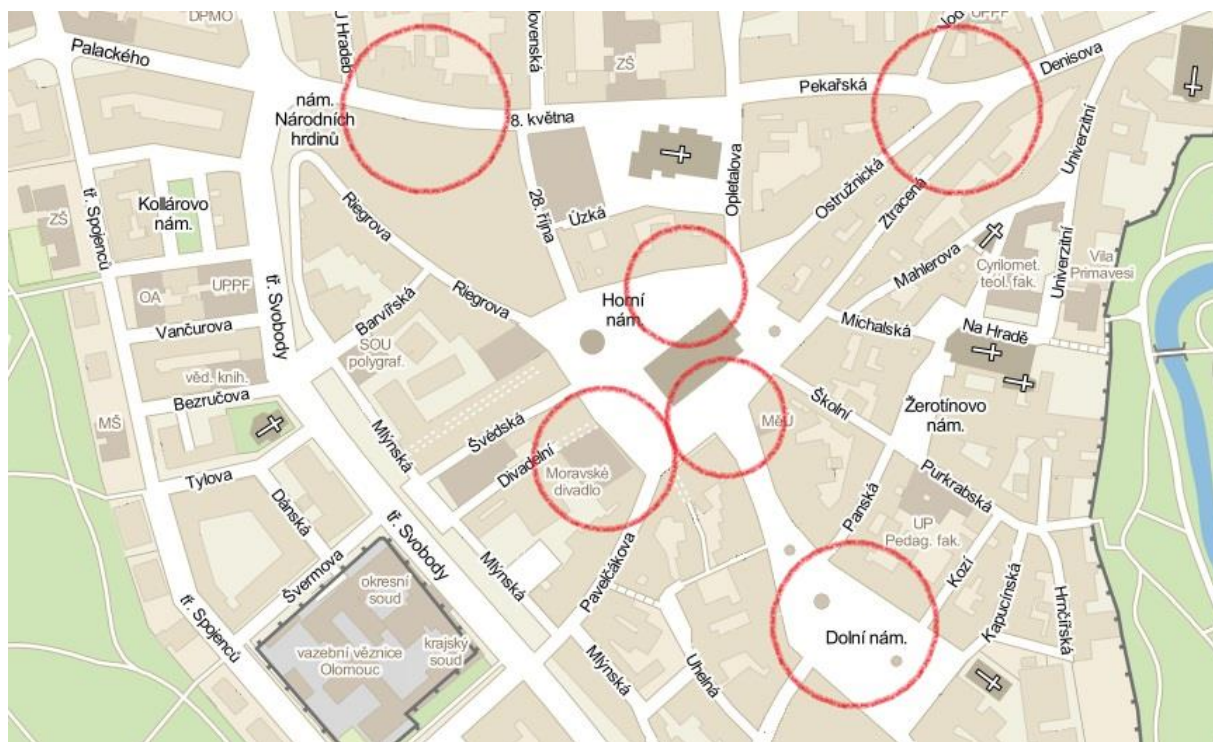 DPMO
U Hradeb
Slovenská
UPPF
Vod
Palackého
ZŠ
Pekařská
Denisova
nám.
Národních
hrdinů
8. května
tř. Spojenců
Univerzitní
Opletalova
Ostružnická
Ztracená
ZŠ
Kollárovo
nám.
Riegrova
28. října
Úzká
Mahlerova
Cyrilomet.
teol. fak.
Univerzitní
Vila
Primavesi
OA
UPPF
tř. Svobody
Barvířská
Riegrova
Horní
nám.
Vančurova
Michalská
Na Hradě
SOU
polygraf.
věd. knih.
Bezručova
MŠ
Mlýnská
Švédská
Školní
Žerotínovo
nám.
MěÚ
Divadelní
Moravské
divadlo
Tylova
Purkrabská
Dánská
tř. Svobody
Panská
UP
Pedag. fak.
Švermova
okresní
soud
Mlýnská
Pavelčákova
Kozí
Kapucínská
Hrnčířská
tř. Spojenců
vazební věznice
Olomouc
krajský
soud
Mlýnská
Uhelná
Dolní nám.